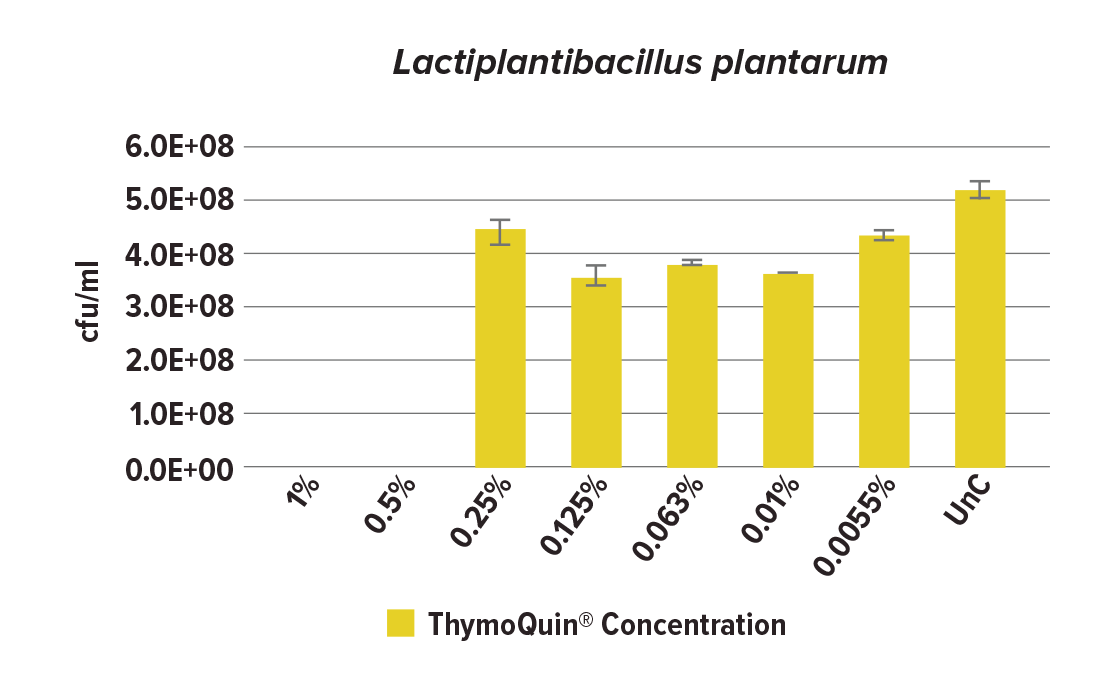 Lactiplantibacillus plantarum
6.0E+08
5.0E+08
4.0E+08
3.0E+08
2.0E+08
1.0E+08
0.0E+00
cfu/ml
1%
0.5%
0.25%
0.125%
0.063%
0.01%
0.0055%
UnC
ThymoQuin® Concentration